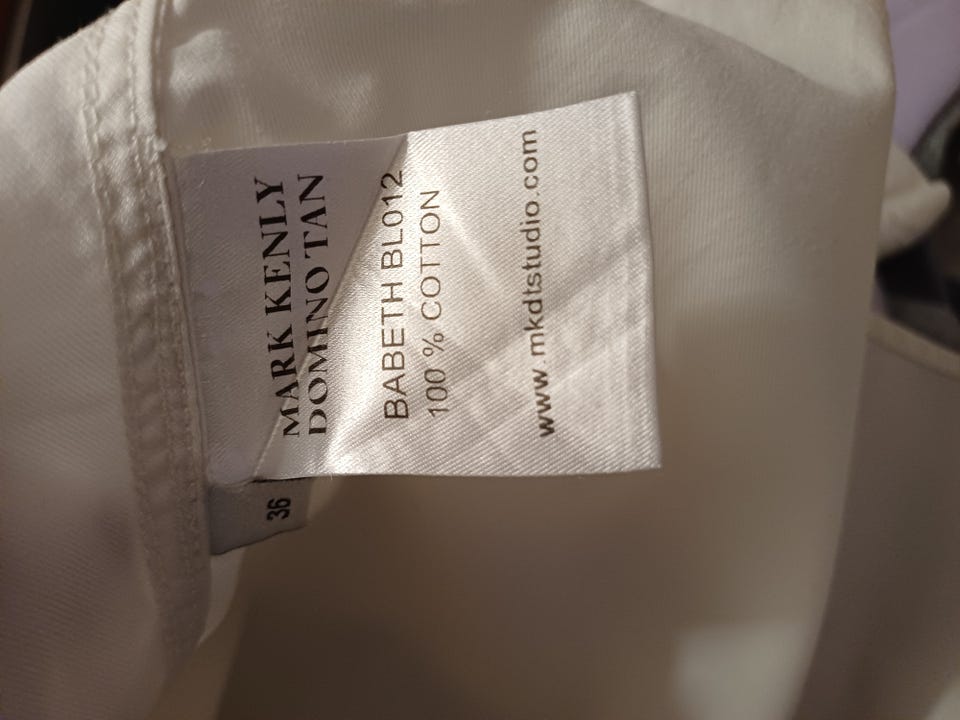 MARK KENLY
DOMINO TAN
BABETH BL012
100 % COTTON
www.mkdtstudio.com
36